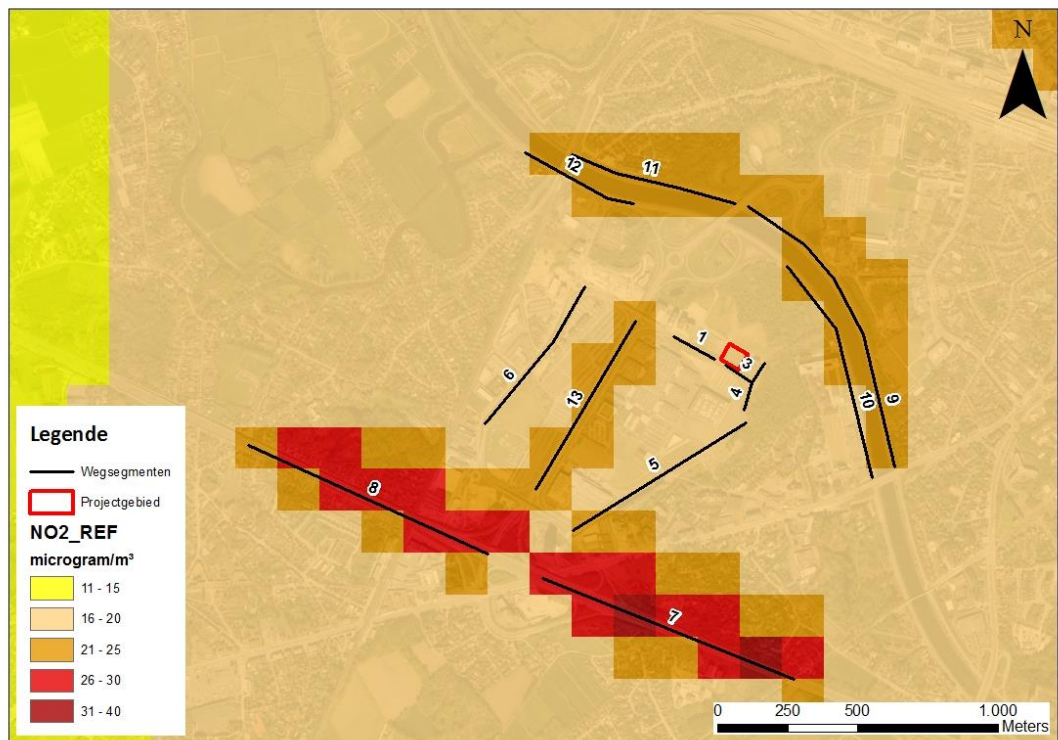 N
12
11
1
3
6
4
13
10
9
5
8
7
Legende
Wegsegmenten
Projectgebied
NO2_REF
microgram/m³
11 - 15
16 - 20
21 - 25
26 - 30
31 - 40
0 250 500 1.000
Meters